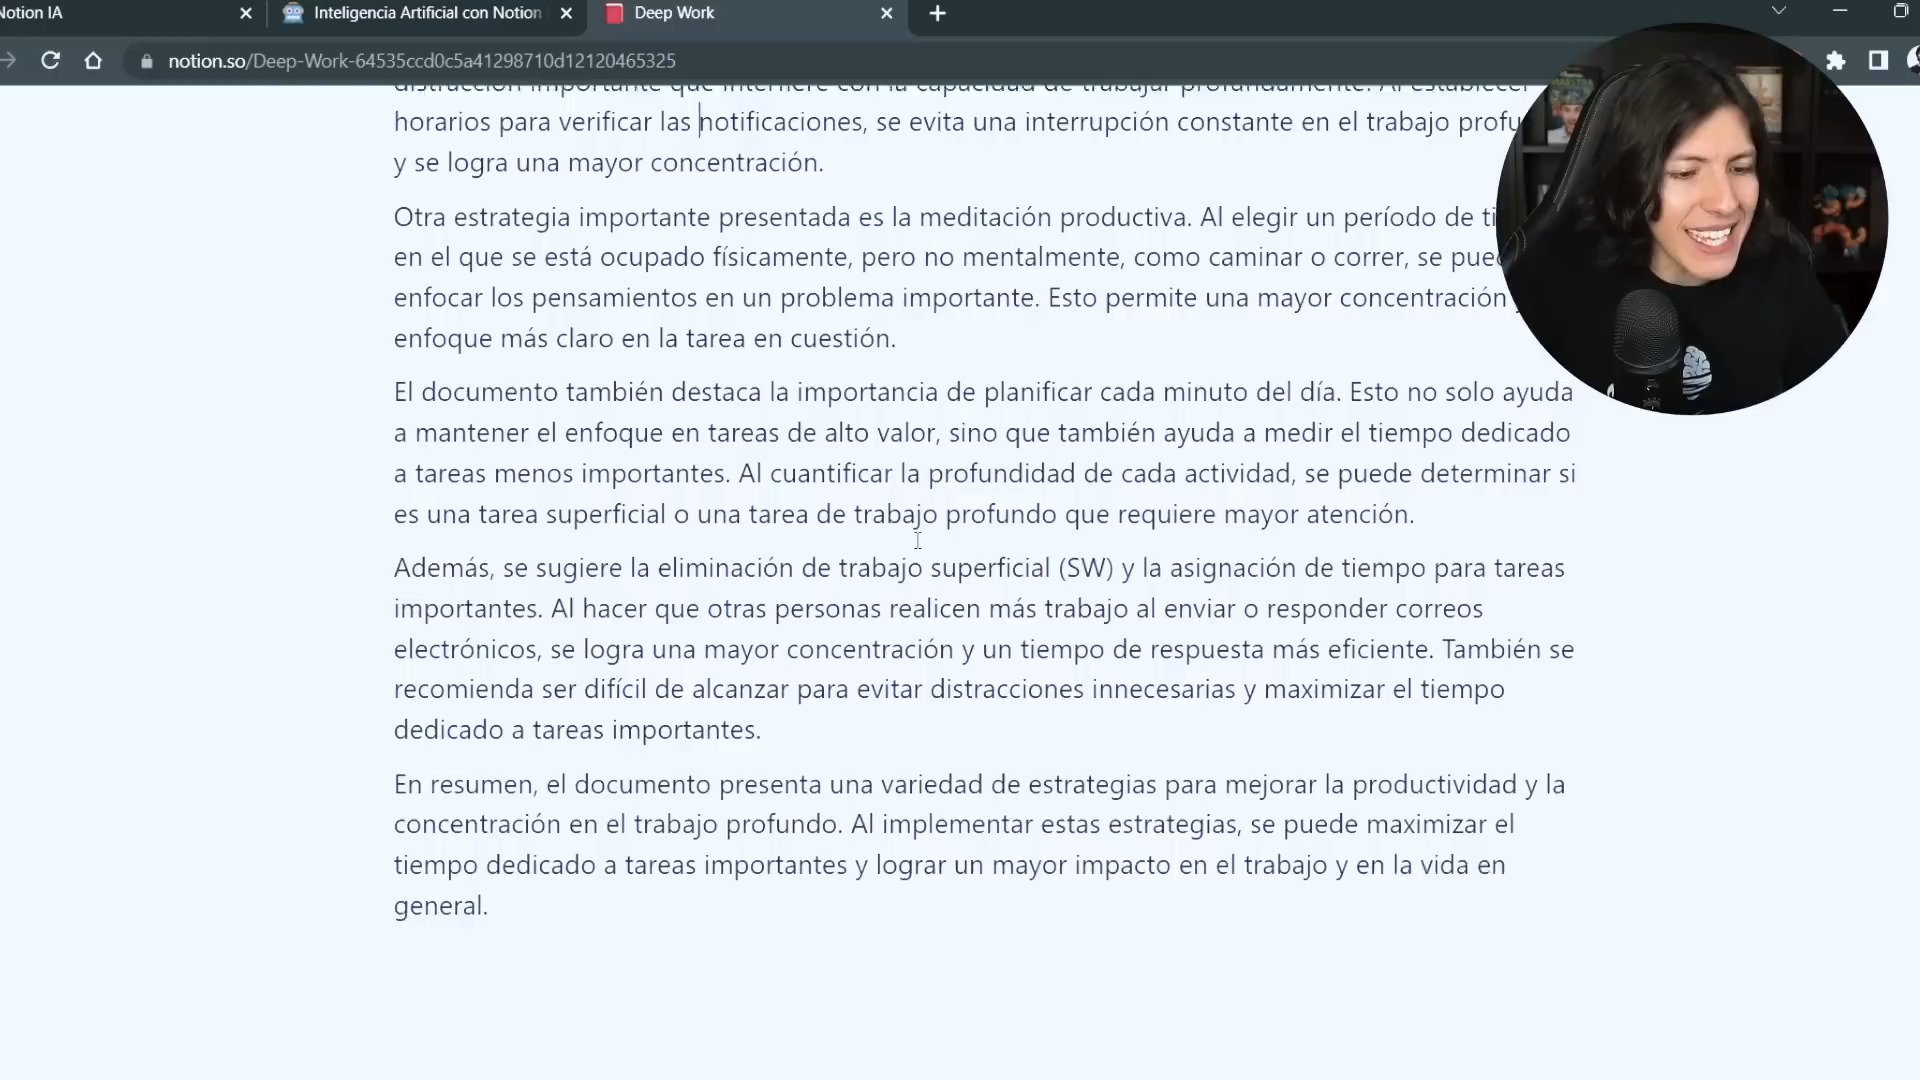 Notion IA
Inteligencia Artificial con Notion
Deep Work
notion.so/Deep-Work-64535ccd0c5a41298710d12120465325
distracción importante que interfiere con la capacidad de trabajar profundamente. Al establecer
horarios para verificar las notificaciones, se evita una interrupción constante en el trabajo
y se logra una mayor concentración.
Otra estrategia importante presentada es la meditación productiva. Al elegir un período de
en el que se está ocupado físicamente, pero no mentalmente, como caminar o correr, se
enfocar los pensamientos en un problema importante. Esto permite una mayor concentración
enfoque más claro en la tarea en cuestión.
El documento también destaca la importancia de planificar cada minuto del día. Esto no solo ayuda
a mantener el enfoque en tareas de alto valor, sino que también ayuda a medir el tiempo dedicado
a tareas menos importantes. Al cuantificar la profundidad de cada actividad, se puede determinar si
es una tarea superficial o una tarea de trabajo profundo que requiere mayor atención.
Además, se sugiere la eliminación de trabajo superficial (SW) y la asignación de tiempo para tareas
importantes. Al hacer que otras personas realicen más trabajo al enviar o responder correos
electrónicos, se logra una mayor concentración y un tiempo de respuesta más eficiente. También se
recomienda ser difícil de alcanzar para evitar distracciones innecesarias y maximizar el tiempo
dedicado a tareas importantes.
En resumen, el documento presenta una variedad de estrategias para mejorar la productividad y la
concentración en el trabajo profundo. Al implementar estas estrategias, se puede maximizar el
tiempo dedicado a tareas importantes y lograr un mayor impacto en el trabajo y en la vida en
general.